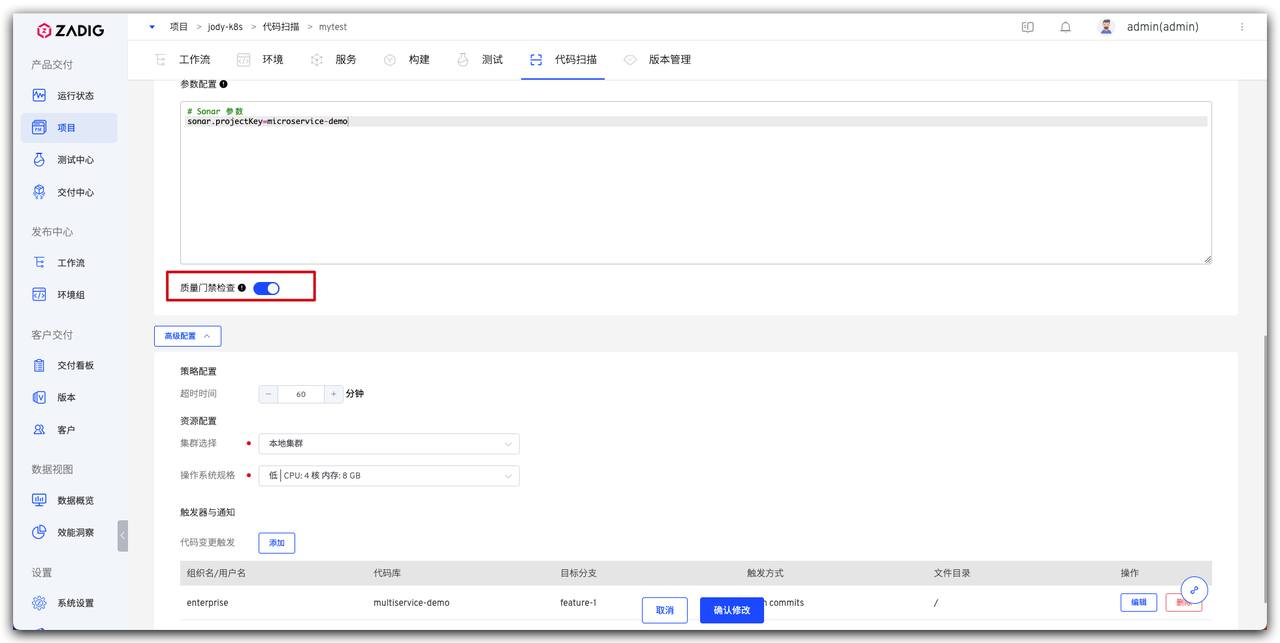 ZADIG
项目 > jody-k8s > 代码扫描 > mytest
admin(admin)
工作流 环境 服务 构建 测试 代码扫描 版本管理
产品交付
运行状态
项目
测试中心
交付中心
发布中心
工作流
环境组
客户交付
交付看板
版本
客户
数据视图
数据概览
效能洞察
设置
系统设置
参数配置
# Sonar 参数
sonar.projectKey=microservice-demo
质量门禁检查
高级配置
策略配置
超时时间 − 60 + 分钟
资源配置
集群选择 本地集群
操作系统规格 低 | CPU: 4 核 内存: 8 GB
触发器与通知
代码变更触发 添加
组织名/用户名 代码库 目标分支 触发方式 文件目录 操作
enterprise multiservice-demo feature-1 commits / 编辑
取消 确认修改